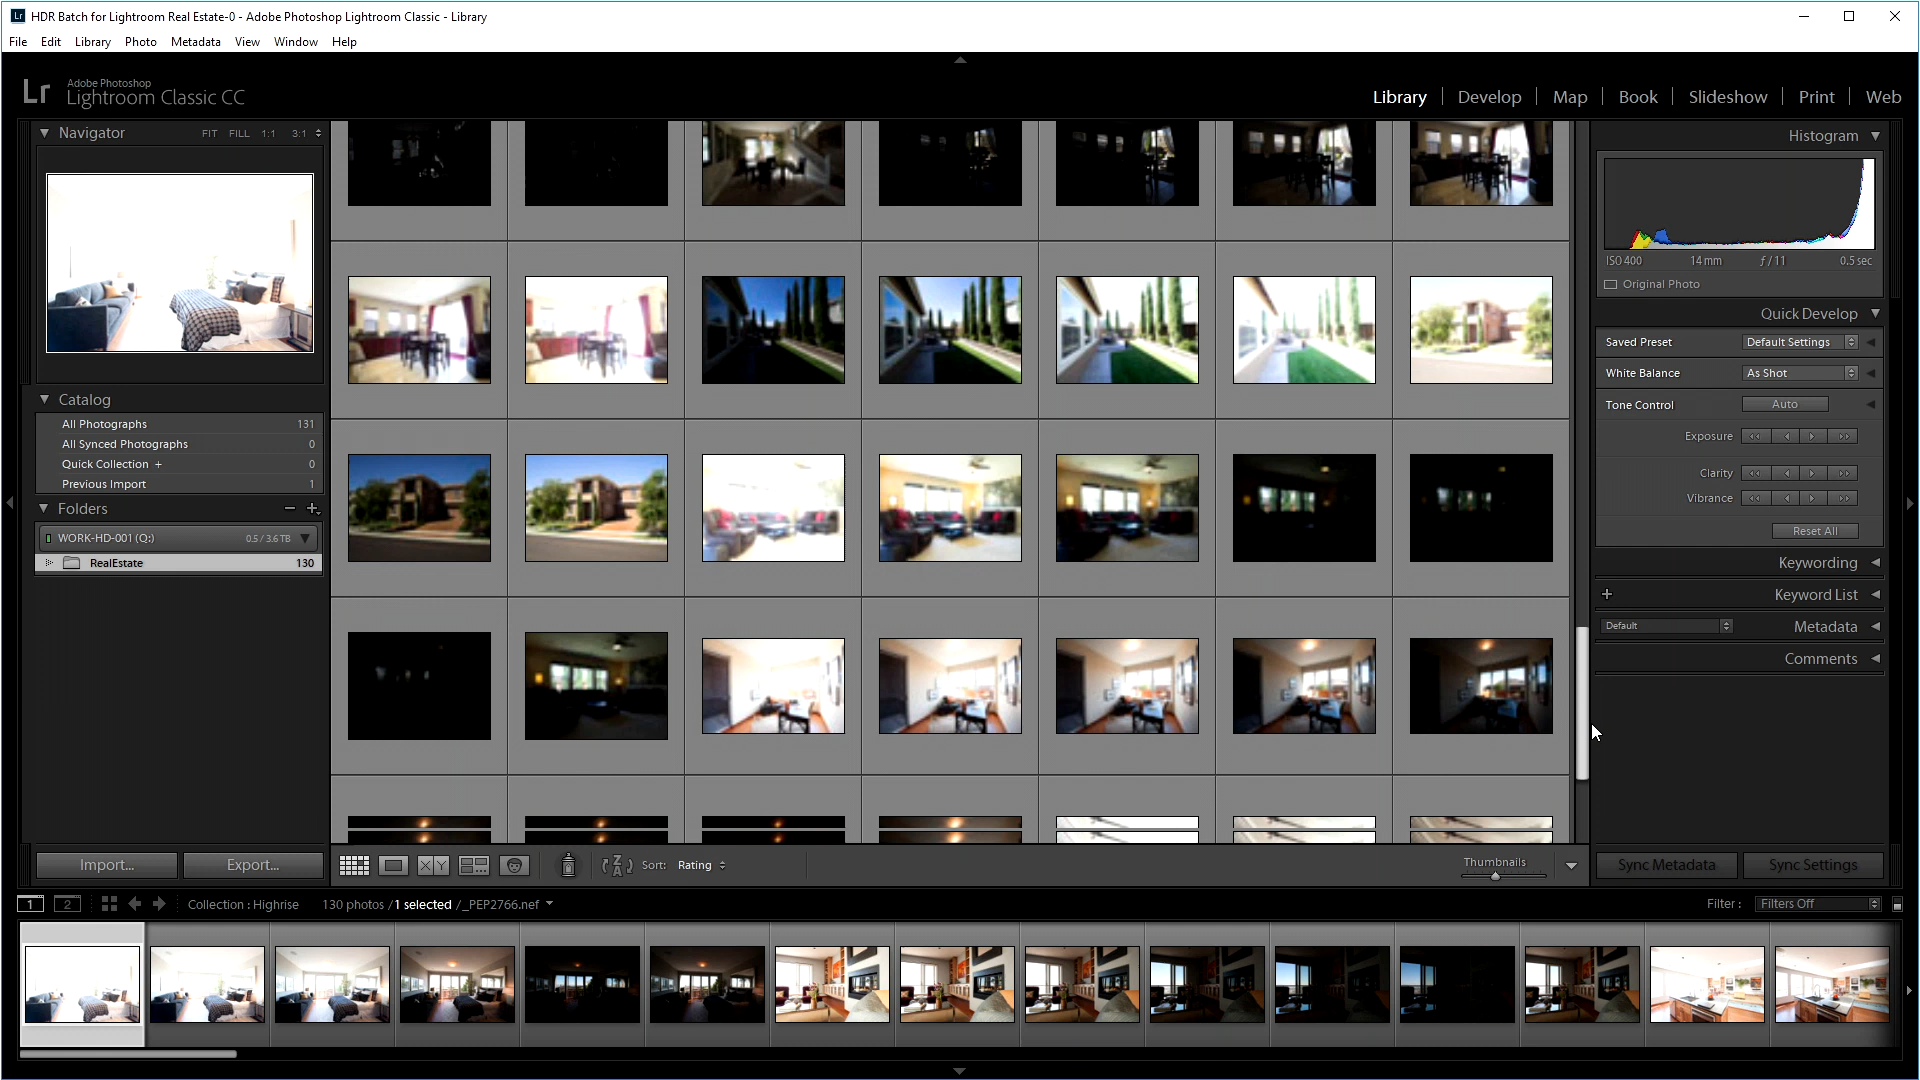 HDR Batch for Lightroom Real Estate-0 - Adobe Photoshop Lightroom Classic - Library
File Edit Library Photo Metadata View Window Help
Lr Adobe Photoshop
Lightroom Classic CC
Library Develop Map Book Slideshow Print Web
Navigator FIT FILL 1:1 3:1
Histogram
ISO 400 14 mm ƒ / 11 0.5 sec
Original Photo
Quick Develop
Saved Preset Default Settings
White Balance As Shot
Tone Control Auto
Exposure
Clarity
Vibrance
Reset All
Keywording
Keyword List
Default Metadata
Comments
Catalog
All Photographs 131
All Synced Photographs 0
Quick Collection + 0
Previous Import 1
Folders
WORK-HD-001 (Q:) 0.5 / 3.6 TB
RealEstate 130
Import... Export...
XY
Sort: Rating
Thumbnails
Sync Metadata Sync Settings
1 2 Collection : Highrise 130 photos / 1 selected / _PEP2766.nef
Filter : Filters Off